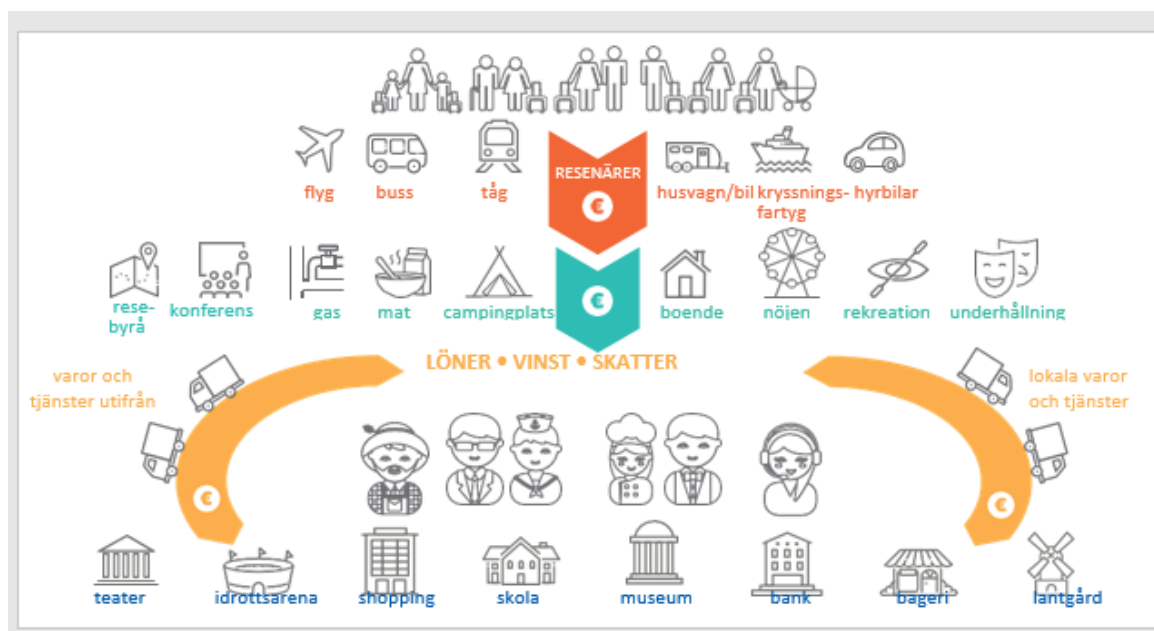 RESENÄRER
€
flyg
buss
tåg
husvagn/bil
kryssnings-
fartyg
hyrbilar
€
rese-
byrå
konferens
gas
mat
campingplats
boende
nöjen
rekreation
underhållning
LÖNER • VINST • SKATTER
varor och
tjänster utifrån
lokala varor
och tjänster
€
€
teater
idrottsarena
shopping
skola
museum
bank
bageri
lantgård